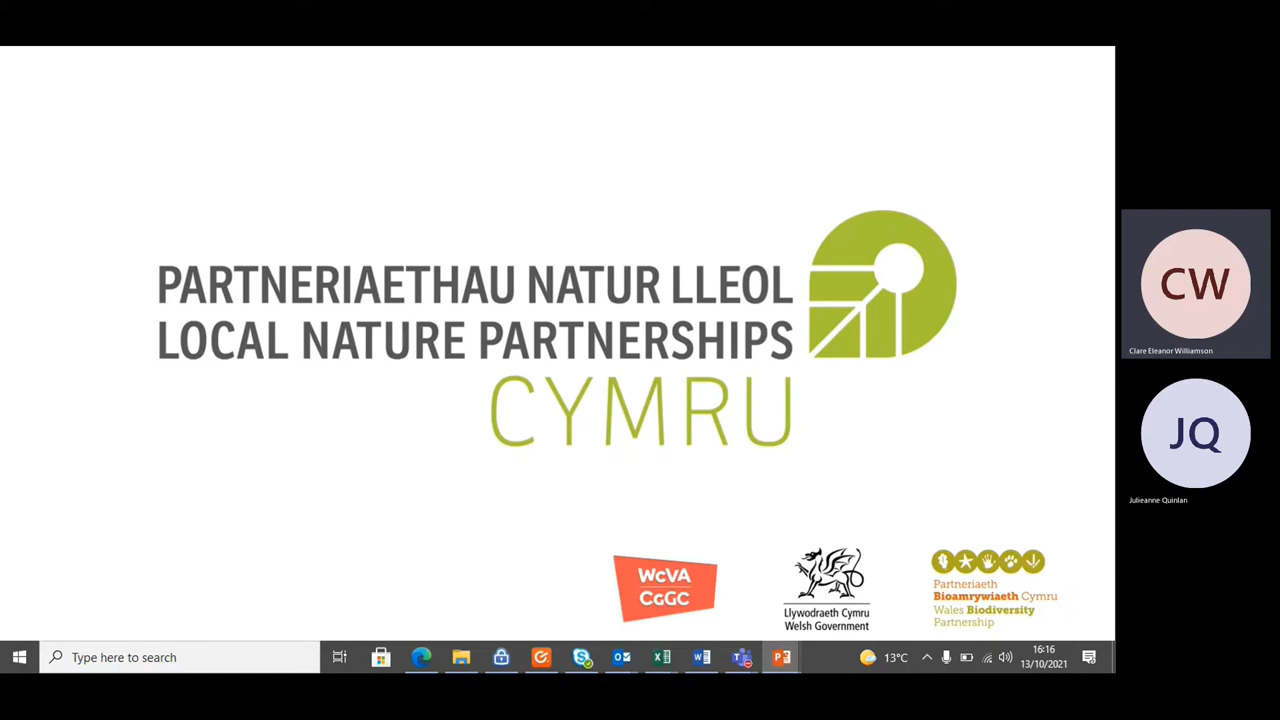 PARTNERIAETHAU NATUR LLEOL
LOCAL NATURE PARTNERSHIPS
CYMRU
WcVA
CGGC
Llywodraeth Cymru
Welsh Government
Partneriaeth
Bioamrywiaeth Cymru
Wales Biodiversity
Partnership
CW
Clare Eleanor Williamson
JQ
Julieanne Quinlan
Type here to search
13°C
16:16
13/10/2021